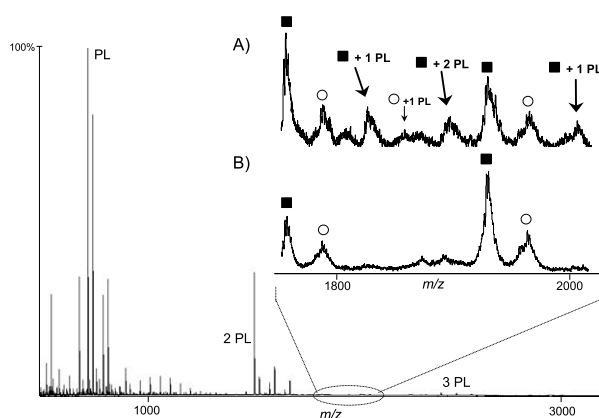 100%
PL
A)
■ + 1 PL
○ +1 PL
■ + 2 PL
■ + 1 PL
B)
1800
m/z
2000
2 PL
3 PL
1000
m/z
3000